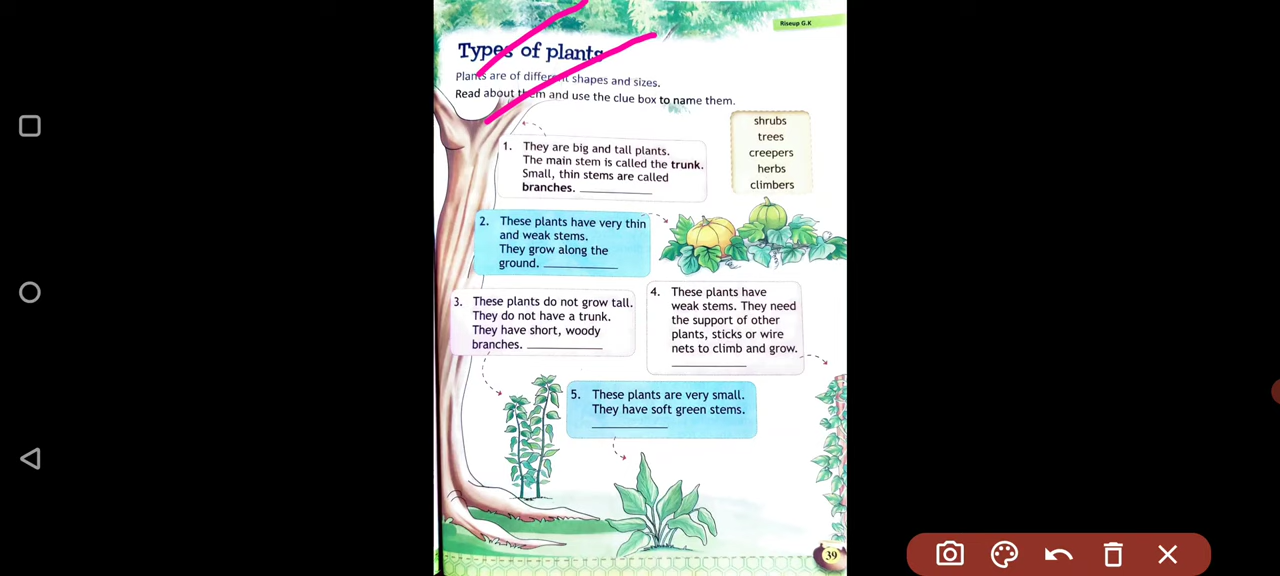 Riseup G.K
Types of plants
Plants are of different shapes and sizes.
Read about them and use the clue box to name them.
shrubs
trees
creepers
herbs
climbers
1. They are big and tall plants.
The main stem is called the trunk.
Small, thin stems are called
branches. ___________
2. These plants have very thin
and weak stems.
They grow along the
ground. ___________
3. These plants do not grow tall.
They do not have a trunk.
They have short, woody
branches. ___________
4. These plants have
weak stems. They need
the support of other
plants, sticks or wire
nets to climb and grow.
___________
5. These plants are very small.
They have soft green stems.
___________
39